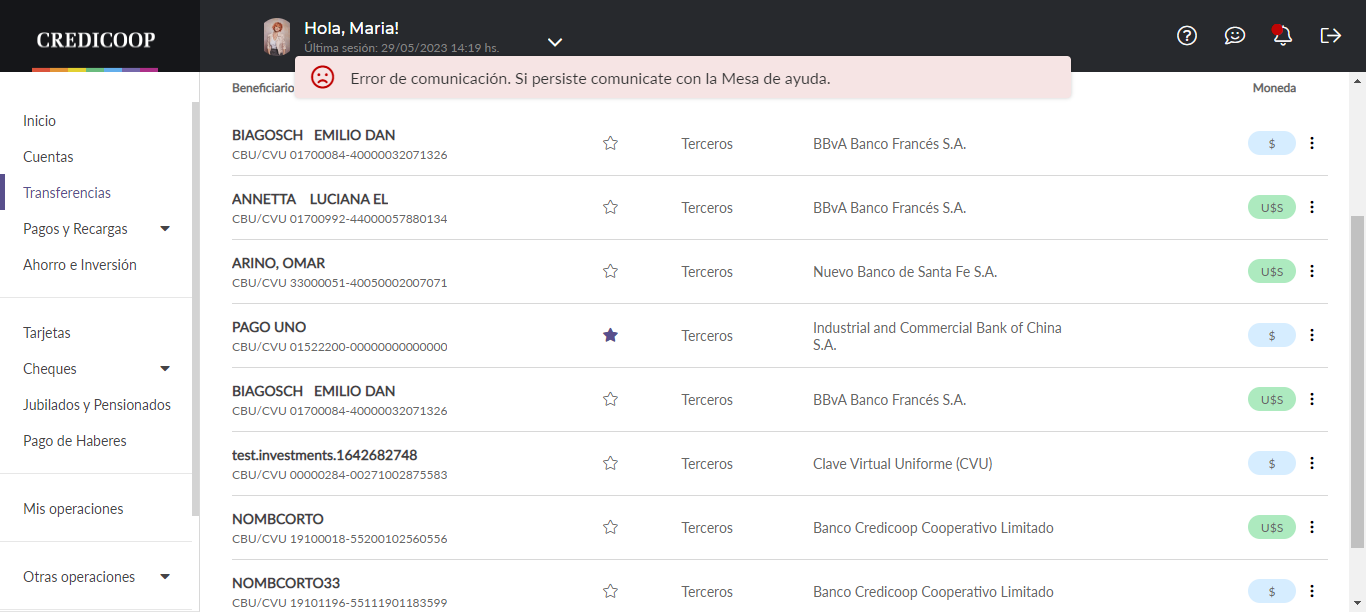 CREDICOOP
Hola, Maria!
Última sesión: 29/05/2023 14:19 hs.
Error de comunicación. Si persiste comunicate con la Mesa de ayuda.
Inicio
Cuentas
Transferencias
Pagos y Recargas
Ahorro e Inversión
Tarjetas
Cheques
Jubilados y Pensionados
Pago de Haberes
Mis operaciones
Otras operaciones
Beneficiario Moneda
BIAGOSCH EMILIO DAN
CBU/CVU 01700084-40000032071326
Terceros
BBvA Banco Francés S.A.
$
ANNETTA LUCIANA EL
CBU/CVU 01700992-44000057880134
Terceros
BBvA Banco Francés S.A.
U$S
ARINO, OMAR
CBU/CVU 33000051-40050002007071
Terceros
Nuevo Banco de Santa Fe S.A.
U$S
PAGO UNO
CBU/CVU 01522200-00000000000000
Terceros
Industrial and Commercial Bank of China
S.A.
$
BIAGOSCH EMILIO DAN
CBU/CVU 01700084-40000032071326
Terceros
BBvA Banco Francés S.A.
U$S
test.investments.1642682748
CBU/CVU 00000284-00271002875583
Terceros
Clave Virtual Uniforme (CVU)
$
NOMBCORTO
CBU/CVU 19100018-55200102560556
Terceros
Banco Credicoop Cooperativo Limitado
U$S
NOMBCORTO33
CBU/CVU 19101196-55111901183599
Terceros
Banco Credicoop Cooperativo Limitado
$